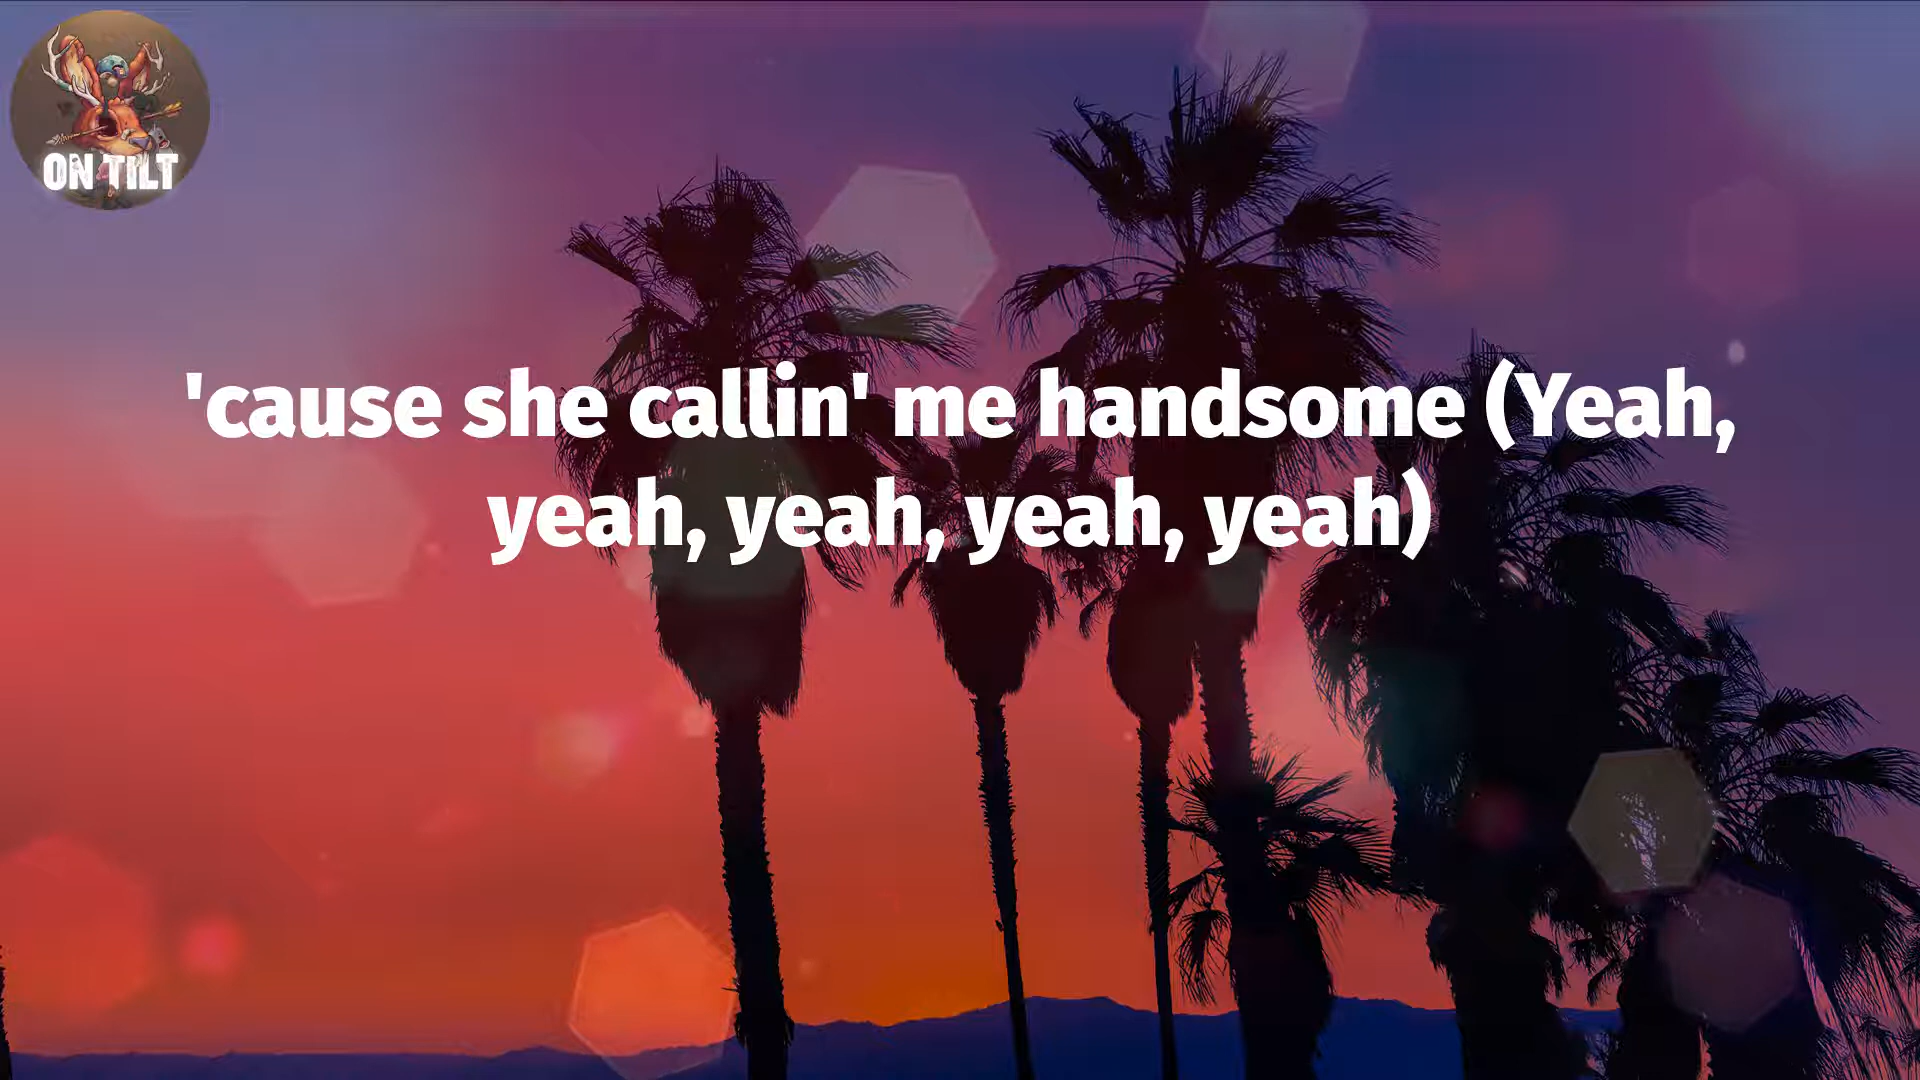 ON TILT
'cause she callin' me handsome (Yeah,
yeah, yeah, yeah, yeah)